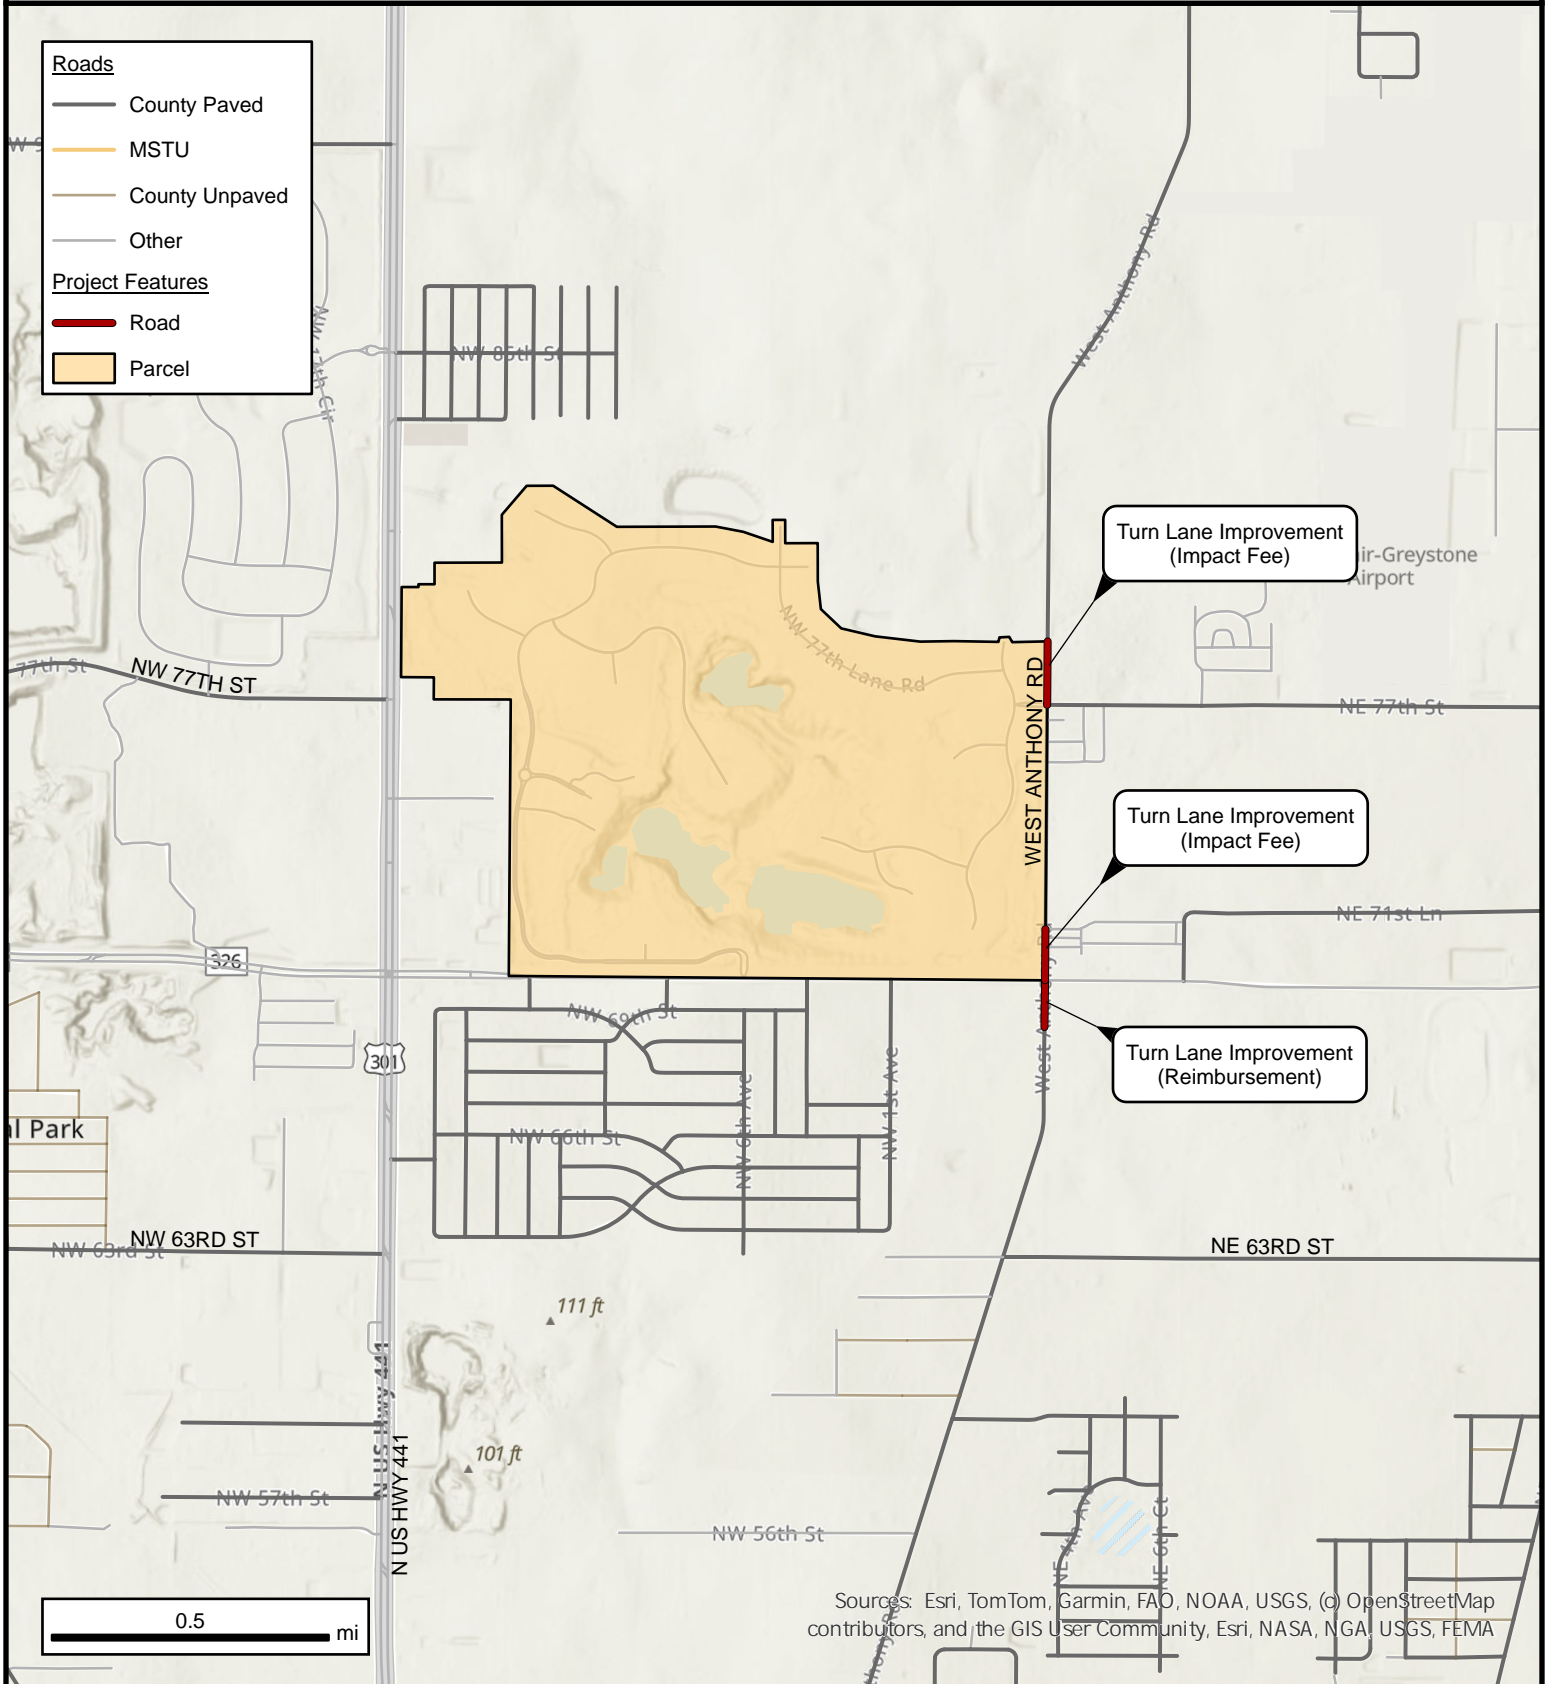 Roads
County Paved
MSTU
County Unpaved
Other
Project Features
Road
Parcel
NW 17th Cir
NW 85th St
West Anthony Rd
Turn Lane Improvement
(Impact Fee)
ir-Greystone
Airport
NW 77th Lane Rd
77th St
NW 77TH ST
WEST ANTHONY RD
NE 77th St
Turn Lane Improvement
(Impact Fee)
NE 71st Ln
326
NW 69th St
301
West Anthony Rd
Turn Lane Improvement
(Reimbursement)
NW 1st Ave
NW 6th Ave
al Park
NW 66th St
NW 63RD ST
NW 63rd St
NE 63RD ST
111 ft
N US Hwy 441
N US HWY 441
101 ft
NW 57th St
NW 56th St
NE 4th Ave
NE 6th Ct
0.5
mi
Sources: Esri, TomTom, Garmin, FAO, NOAA, USGS, (c) OpenStreetMap
contributors, and the GIS User Community, Esri, NASA, NGA, USGS, FEMA
thony Rd